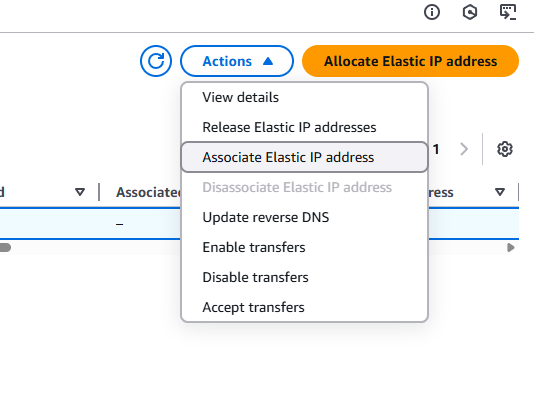 Actions
Allocate Elastic IP address
View details
Release Elastic IP addresses
Associate Elastic IP address
1
Disassociate Elastic IP address
d
Associated
ress
Update reverse DNS
–
Enable transfers
Disable transfers
Accept transfers